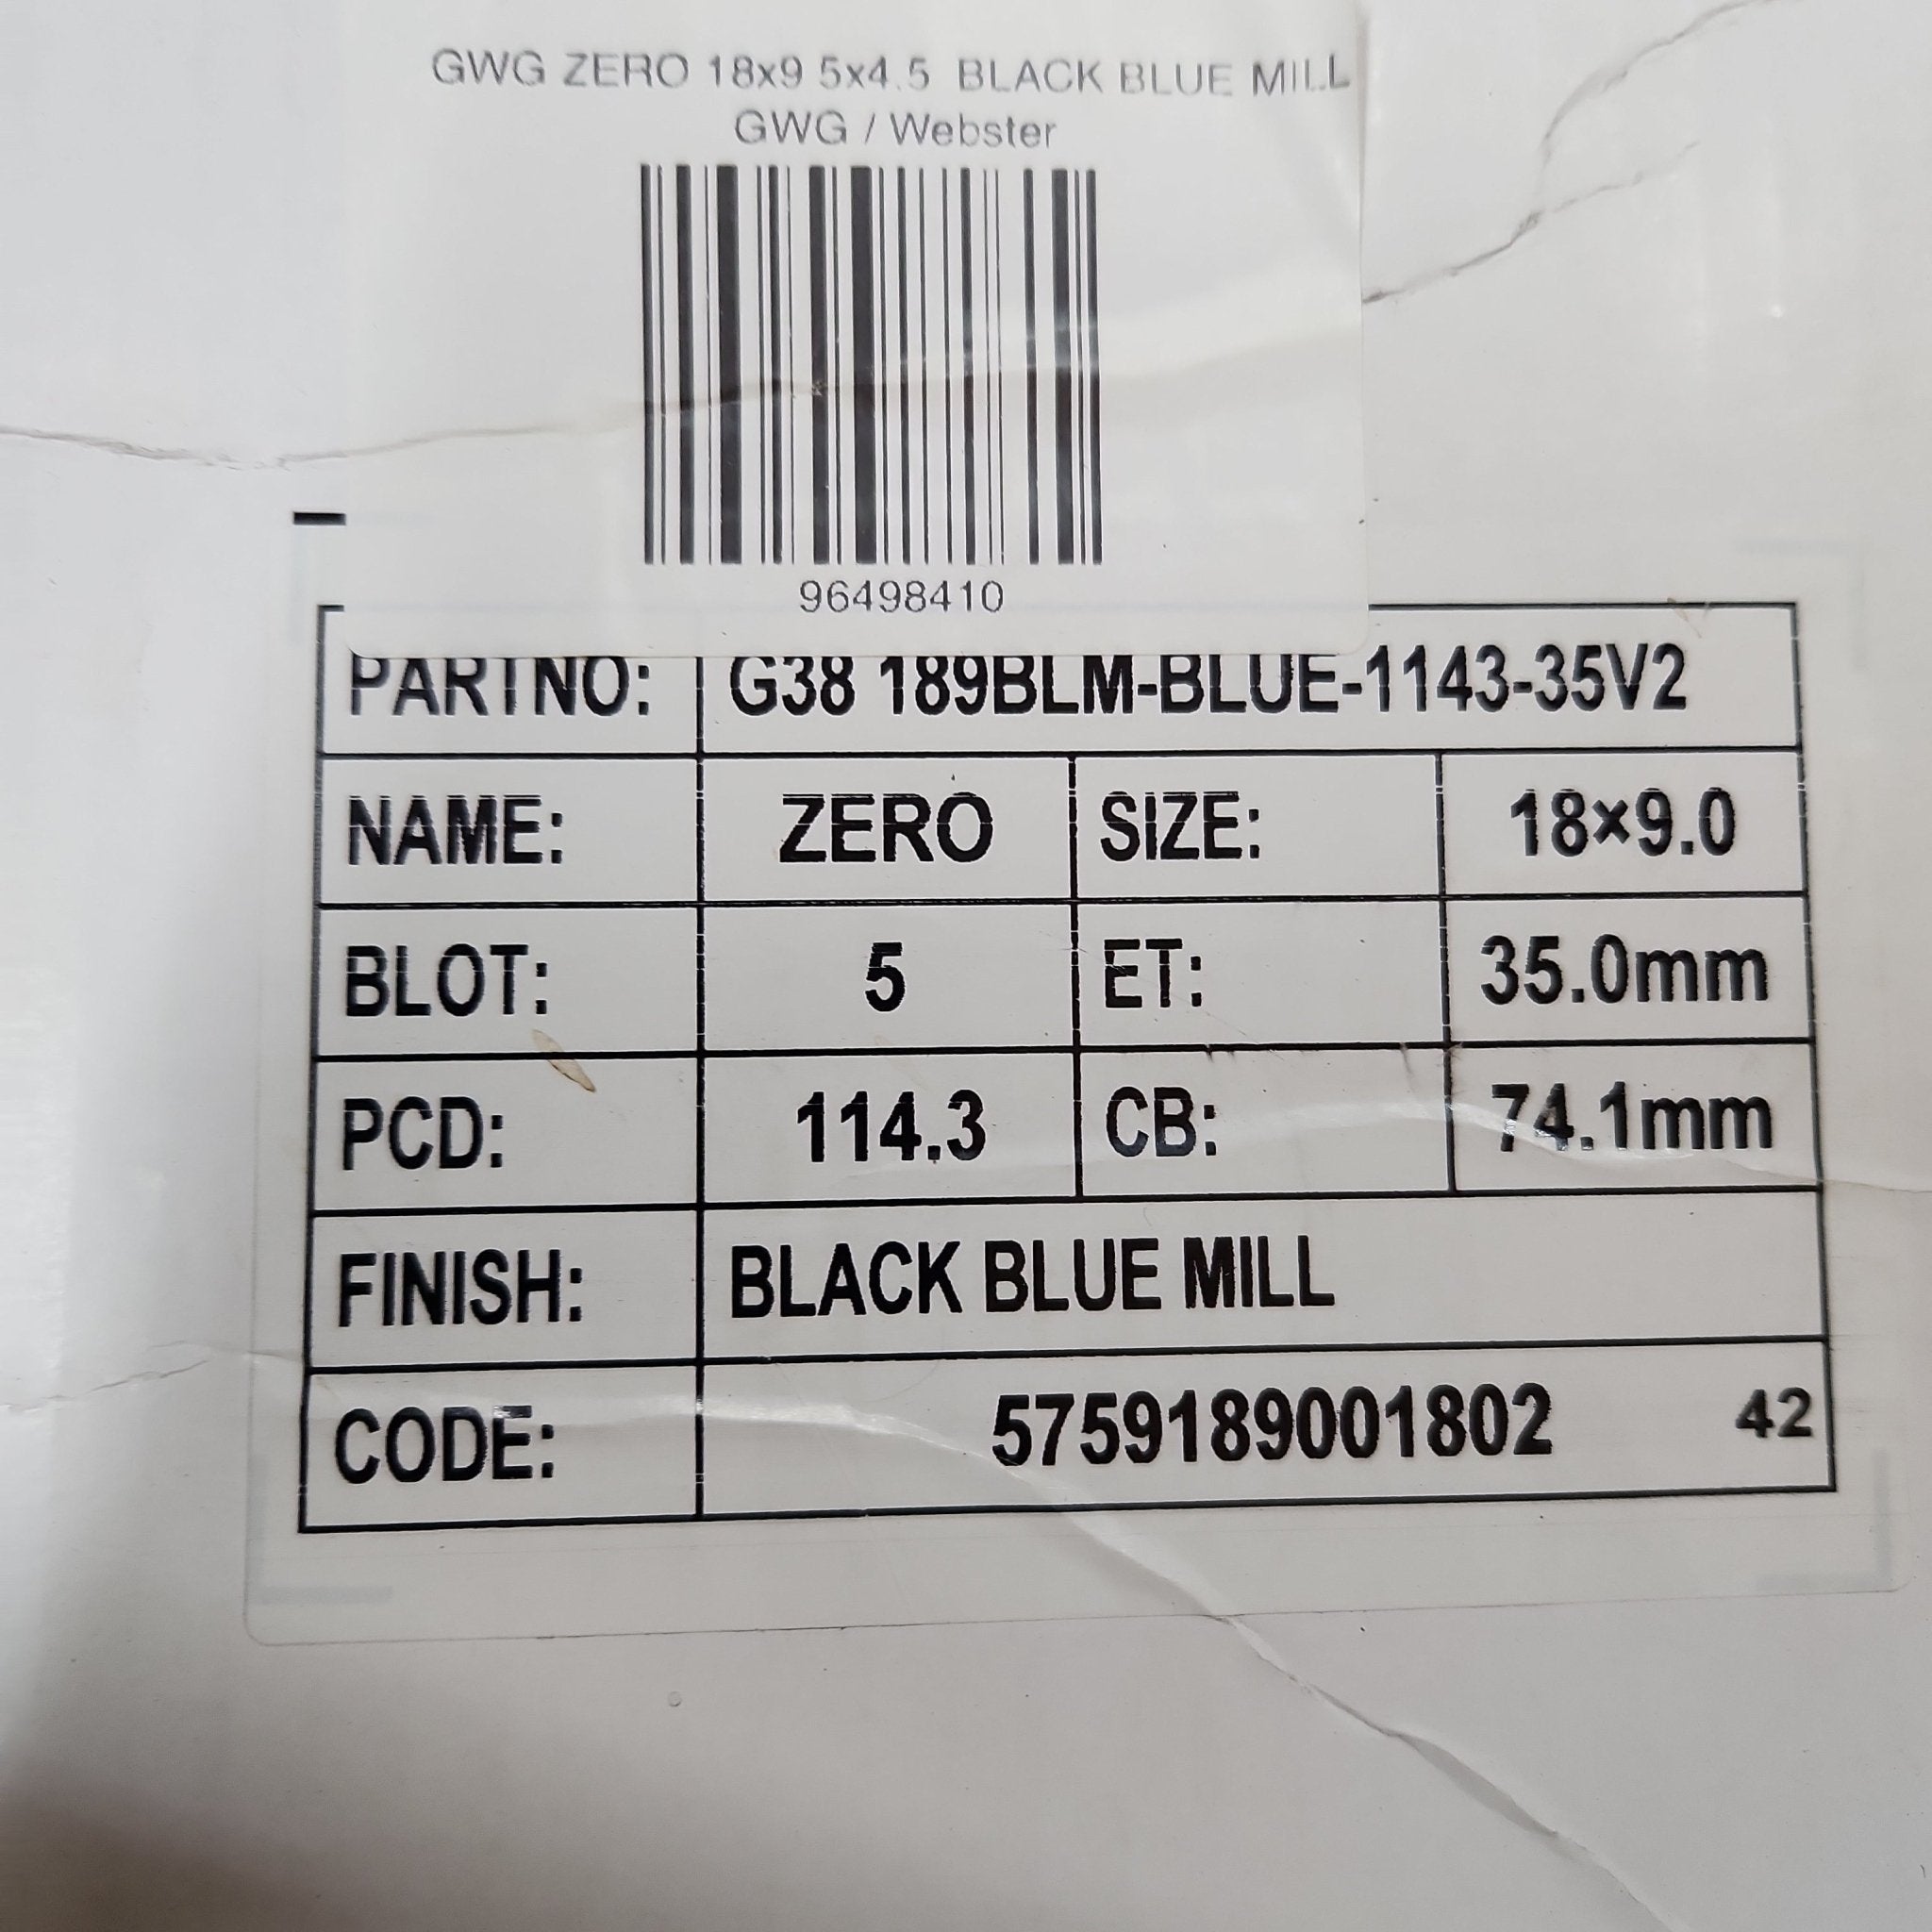 GWG ZERO 18x9 5x4.5 BLACK BLUE MILL
GWG / Webster
96498410
PARTNO: G38 189BLM-BLUE-1143-35V2
NAME: ZERO SIZE: 18×9.0
BLOT: 5 ET: 35.0mm
PCD: 114.3 CB: 74.1mm
FINISH: BLACK BLUE MILL
CODE: 5759189001802 42